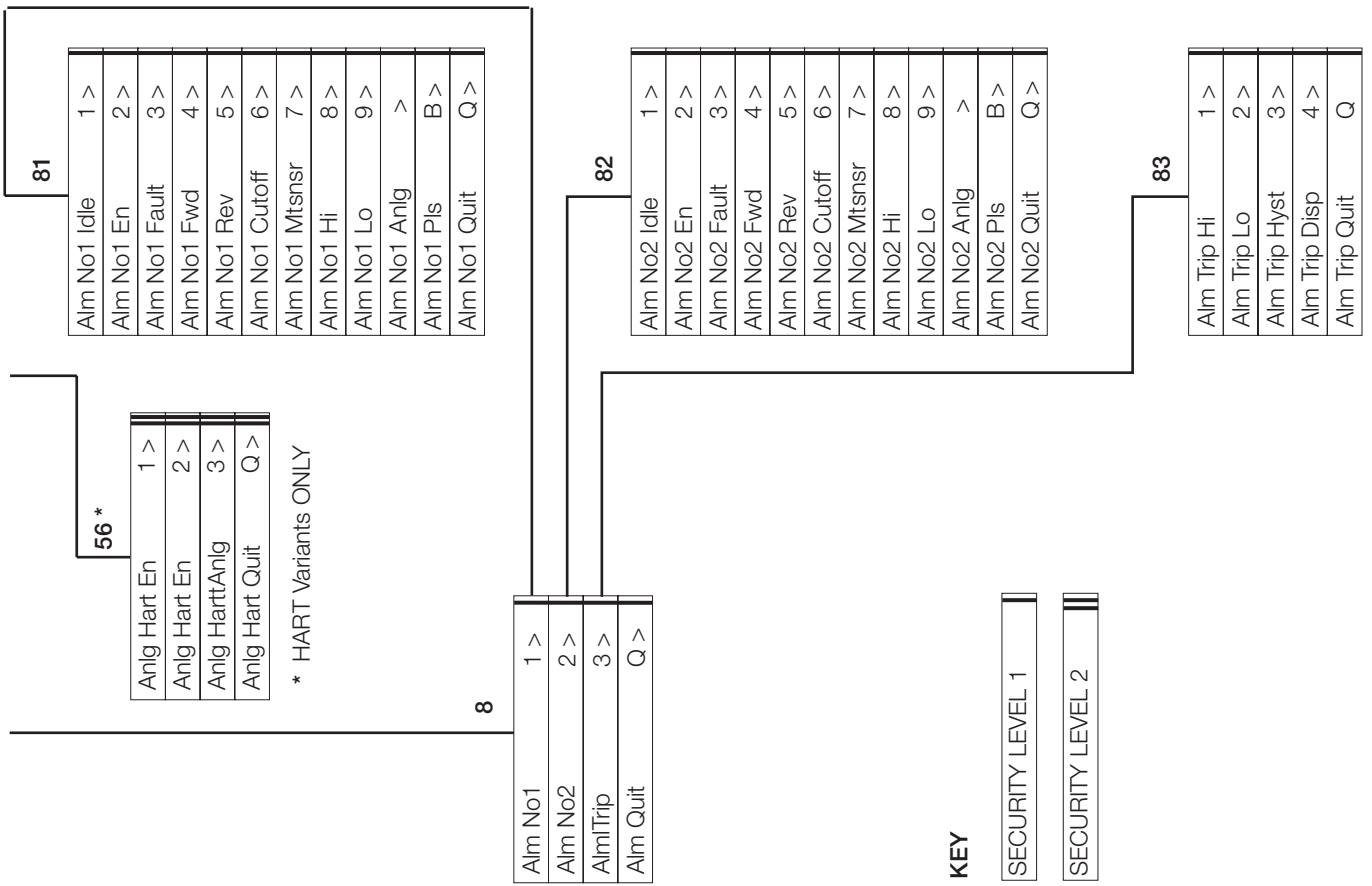 81
Alm No1 Idle 1 >
Alm No1 En 2 >
Alm No1 Fault 3 >
Alm No1 Fwd 4 >
Alm No1 Rev 5 >
Alm No1 Cutoff 6 >
Alm No1 Mtsnsr 7 >
Alm No1 Hi 8 >
Alm No1 Lo 9 >
Alm No1 Anlg >
Alm No1 Pls B >
Alm No1 Quit Q >
82
Alm No2 Idle 1 >
Alm No2 En 2 >
Alm No2 Fault 3 >
Alm No2 Fwd 4 >
Alm No2 Rev 5 >
Alm No2 Cutoff 6 >
Alm No2 Mtsnsr 7 >
Alm No2 Hi 8 >
Alm No2 Lo 9 >
Alm No2 Anlg >
Alm No2 Pls B >
Alm No2 Quit Q >
83
Alm Trip Hi 1 >
Alm Trip Lo 2 >
Alm Trip Hyst 3 >
Alm Trip Disp 4 >
Alm Trip Quit Q
56 *
Anlg Hart En 1 >
Anlg Hart En 2 >
Anlg HarttAnlg 3 >
Anlg Hart Quit Q >
* HART Variants ONLY
8
Alm No1 1 >
Alm No2 2 >
AlmlTrip 3 >
Alm Quit Q >
KEY
SECURITY LEVEL 1
SECURITY LEVEL 2